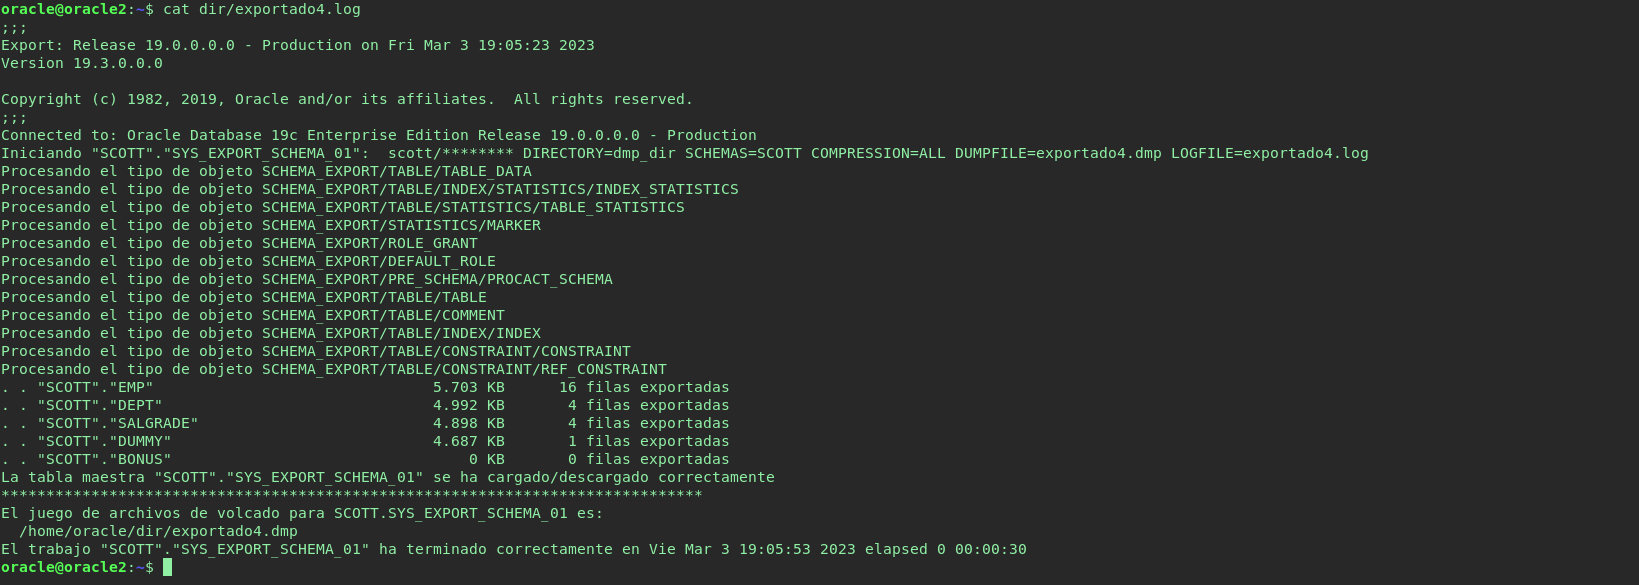 oracle@oracle2:~$ cat dir/exportado4.log
;;;
Export: Release 19.0.0.0.0 - Production on Fri Mar 3 19:05:23 2023
Version 19.3.0.0.0

Copyright (c) 1982, 2019, Oracle and/or its affiliates.  All rights reserved.
;;;
Connected to: Oracle Database 19c Enterprise Edition Release 19.0.0.0.0 - Production
Iniciando "SCOTT"."SYS_EXPORT_SCHEMA_01":  scott/******** DIRECTORY=dmp_dir SCHEMAS=SCOTT COMPRESSION=ALL DUMPFILE=exportado4.dmp LOGFILE=exportado4.log
Procesando el tipo de objeto SCHEMA_EXPORT/TABLE/TABLE_DATA
Procesando el tipo de objeto SCHEMA_EXPORT/TABLE/INDEX/STATISTICS/INDEX_STATISTICS
Procesando el tipo de objeto SCHEMA_EXPORT/TABLE/STATISTICS/TABLE_STATISTICS
Procesando el tipo de objeto SCHEMA_EXPORT/STATISTICS/MARKER
Procesando el tipo de objeto SCHEMA_EXPORT/ROLE_GRANT
Procesando el tipo de objeto SCHEMA_EXPORT/DEFAULT_ROLE
Procesando el tipo de objeto SCHEMA_EXPORT/PRE_SCHEMA/PROCACT_SCHEMA
Procesando el tipo de objeto SCHEMA_EXPORT/TABLE/TABLE
Procesando el tipo de objeto SCHEMA_EXPORT/TABLE/COMMENT
Procesando el tipo de objeto SCHEMA_EXPORT/TABLE/INDEX/INDEX
Procesando el tipo de objeto SCHEMA_EXPORT/TABLE/CONSTRAINT/CONSTRAINT
Procesando el tipo de objeto SCHEMA_EXPORT/TABLE/CONSTRAINT/REF_CONSTRAINT
. . "SCOTT"."EMP"                               5.703 KB      16 filas exportadas
. . "SCOTT"."DEPT"                              4.992 KB       4 filas exportadas
. . "SCOTT"."SALGRADE"                          4.898 KB       4 filas exportadas
. . "SCOTT"."DUMMY"                             4.687 KB       1 filas exportadas
. . "SCOTT"."BONUS"                                 0 KB       0 filas exportadas
La tabla maestra "SCOTT"."SYS_EXPORT_SCHEMA_01" se ha cargado/descargado correctamente
******************************************************************************
El juego de archivos de volcado para SCOTT.SYS_EXPORT_SCHEMA_01 es:
  /home/oracle/dir/exportado4.dmp
El trabajo "SCOTT"."SYS_EXPORT_SCHEMA_01" ha terminado correctamente en Vie Mar 3 19:05:53 2023 elapsed 0 00:00:30
oracle@oracle2:~$